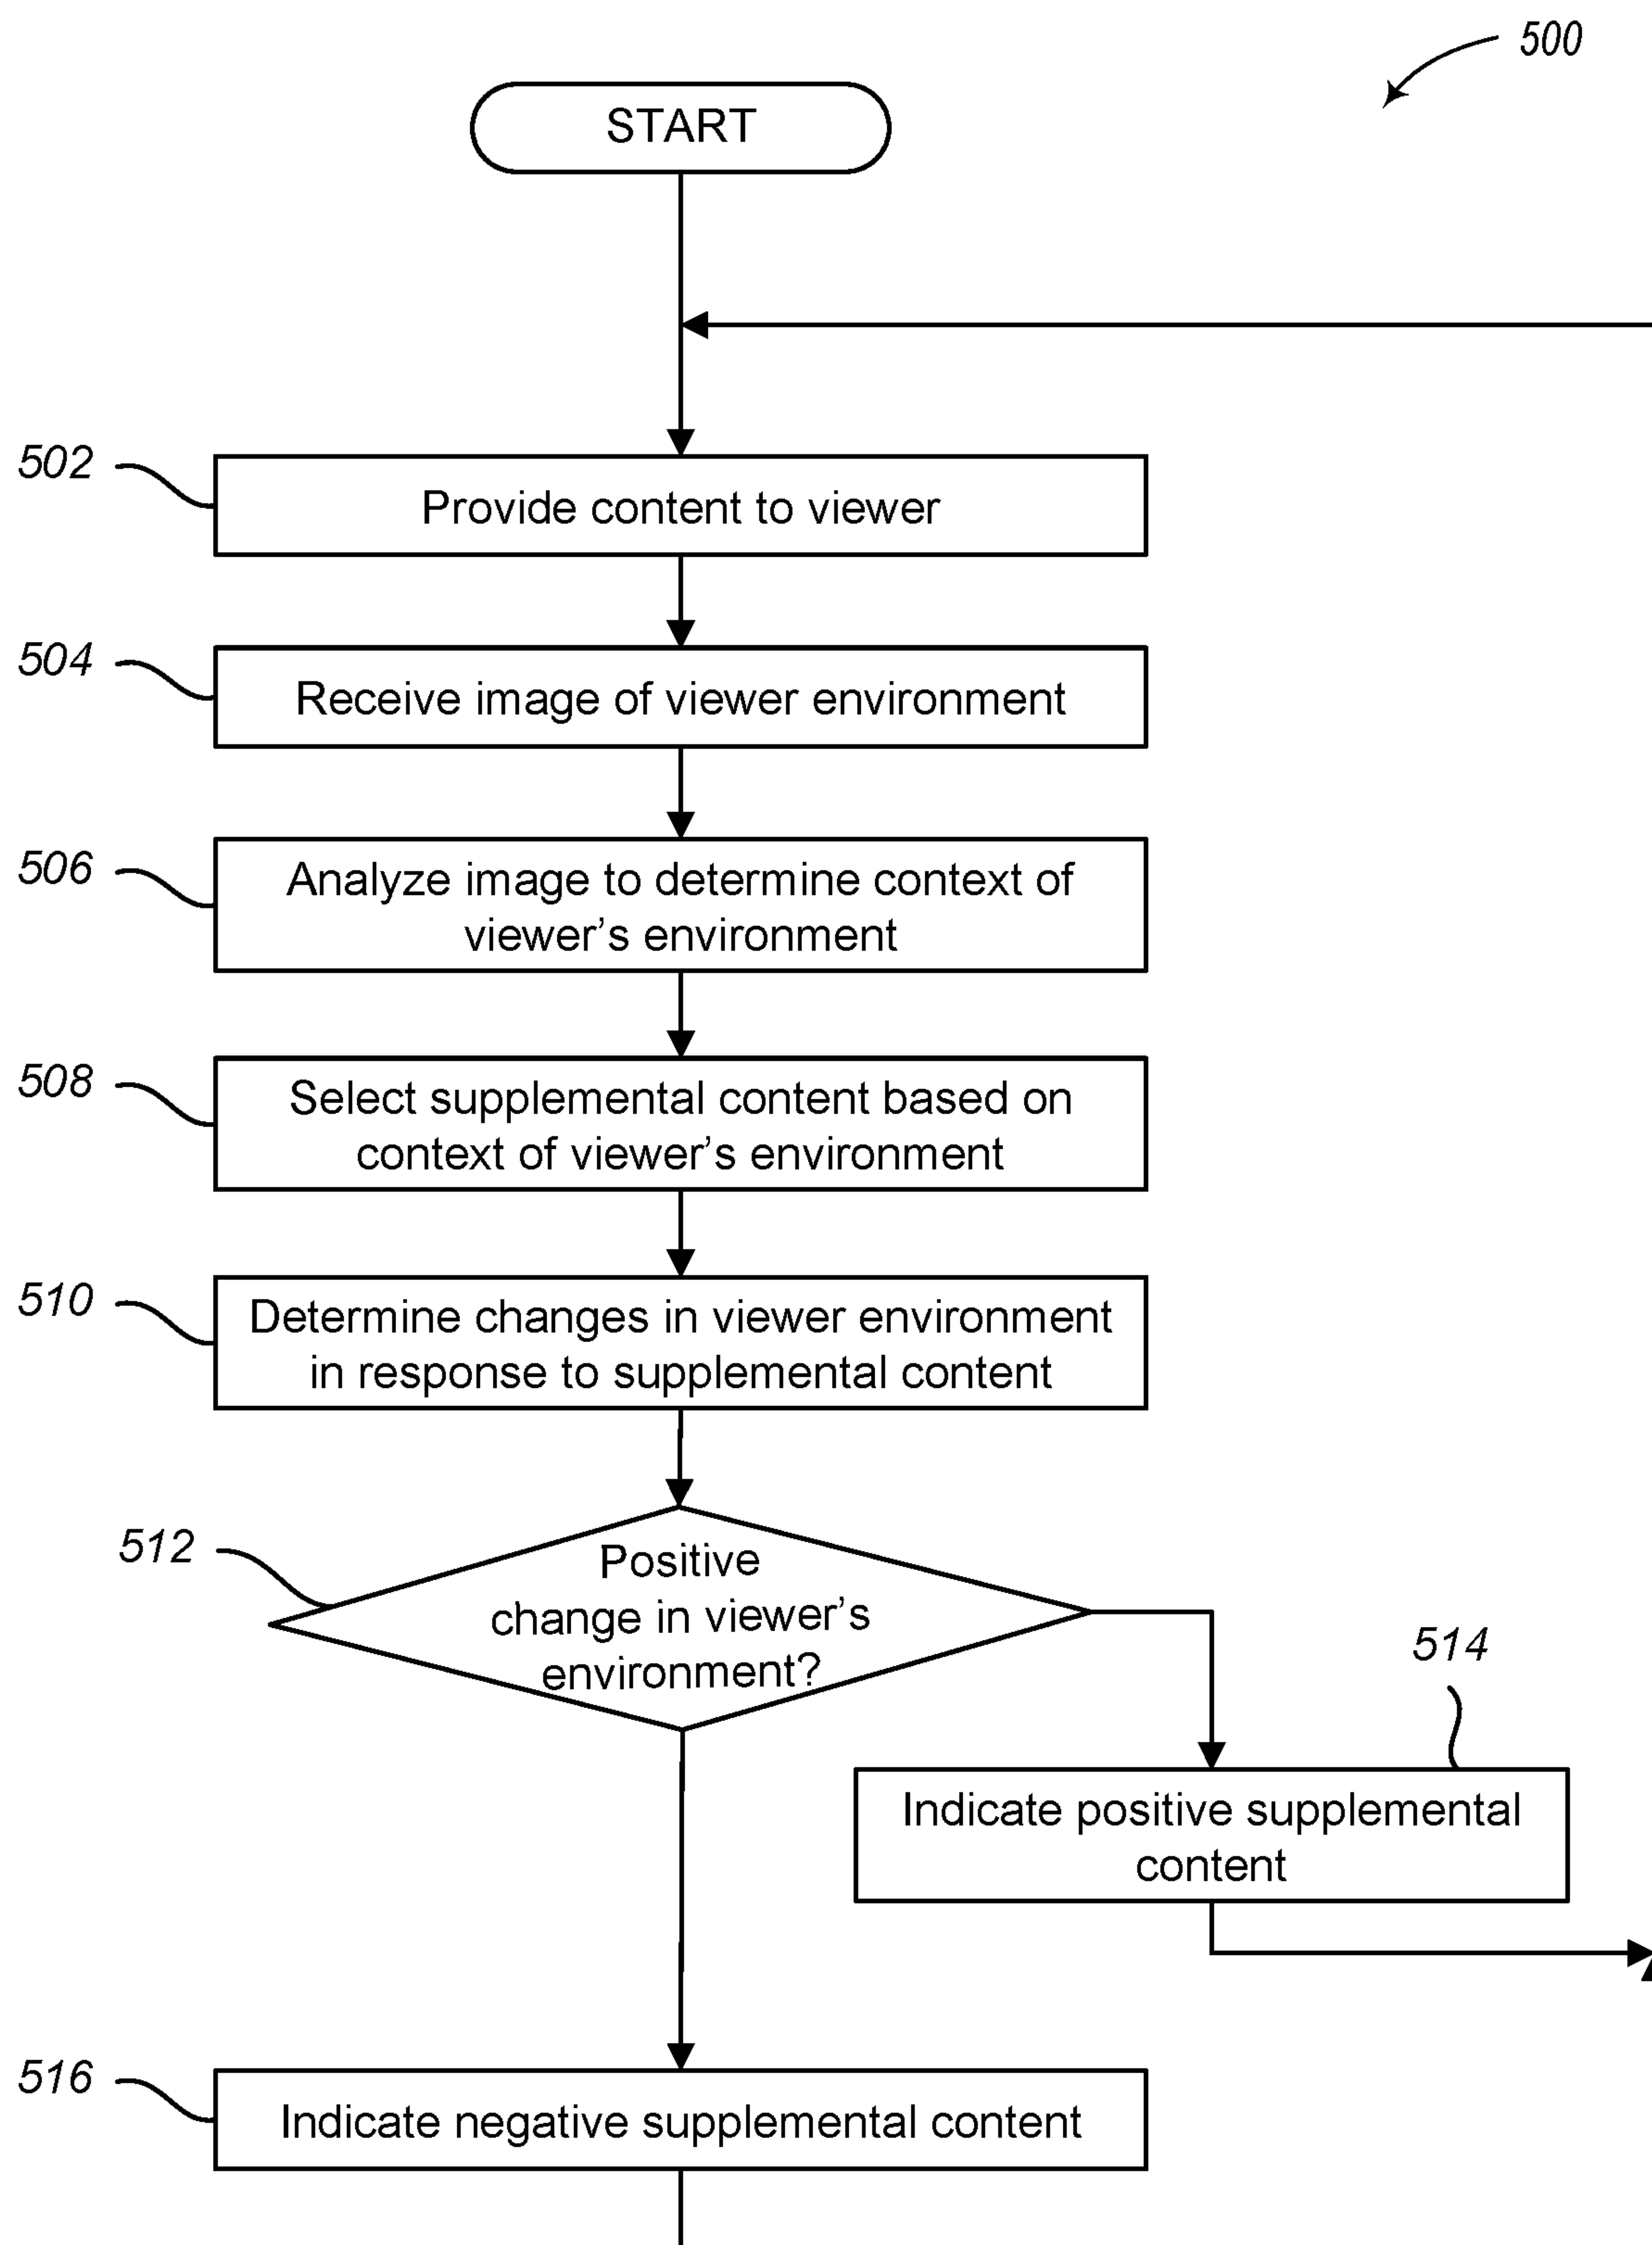 500
START
502
Provide content to viewer
504
Receive image of viewer environment
506
Analyze image to determine context of
viewer’s environment
508
Select supplemental content based on
context of viewer’s environment
510
Determine changes in viewer environment
in response to supplemental content
512
Positive
change in viewer’s
environment?
514
Indicate positive supplemental
content
516
Indicate negative supplemental content